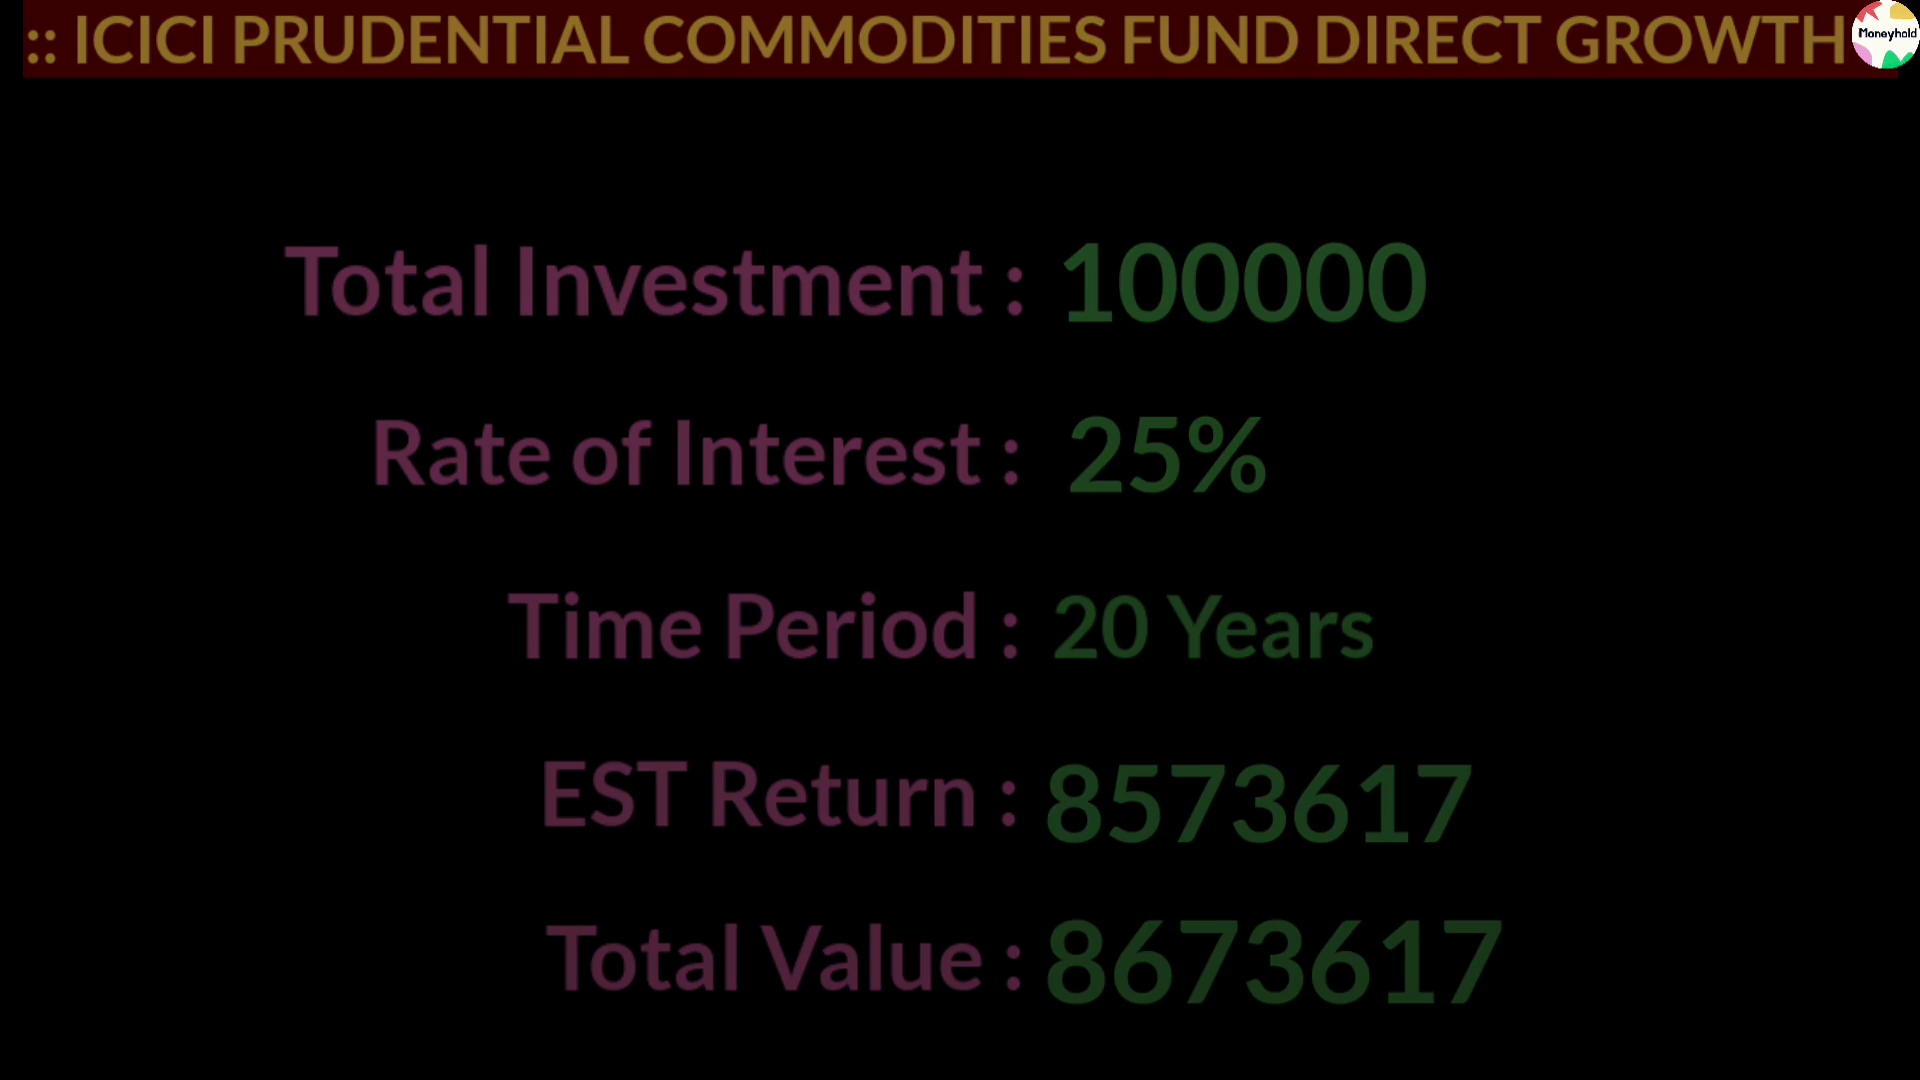 :: ICICI PRUDENTIAL COMMODITIES FUND DIRECT GROWTH
Moneyhold
Total Investment : 100000
Rate of Interest : 25%
Time Period : 20 Years
EST Return : 8573617
Total Value : 8673617